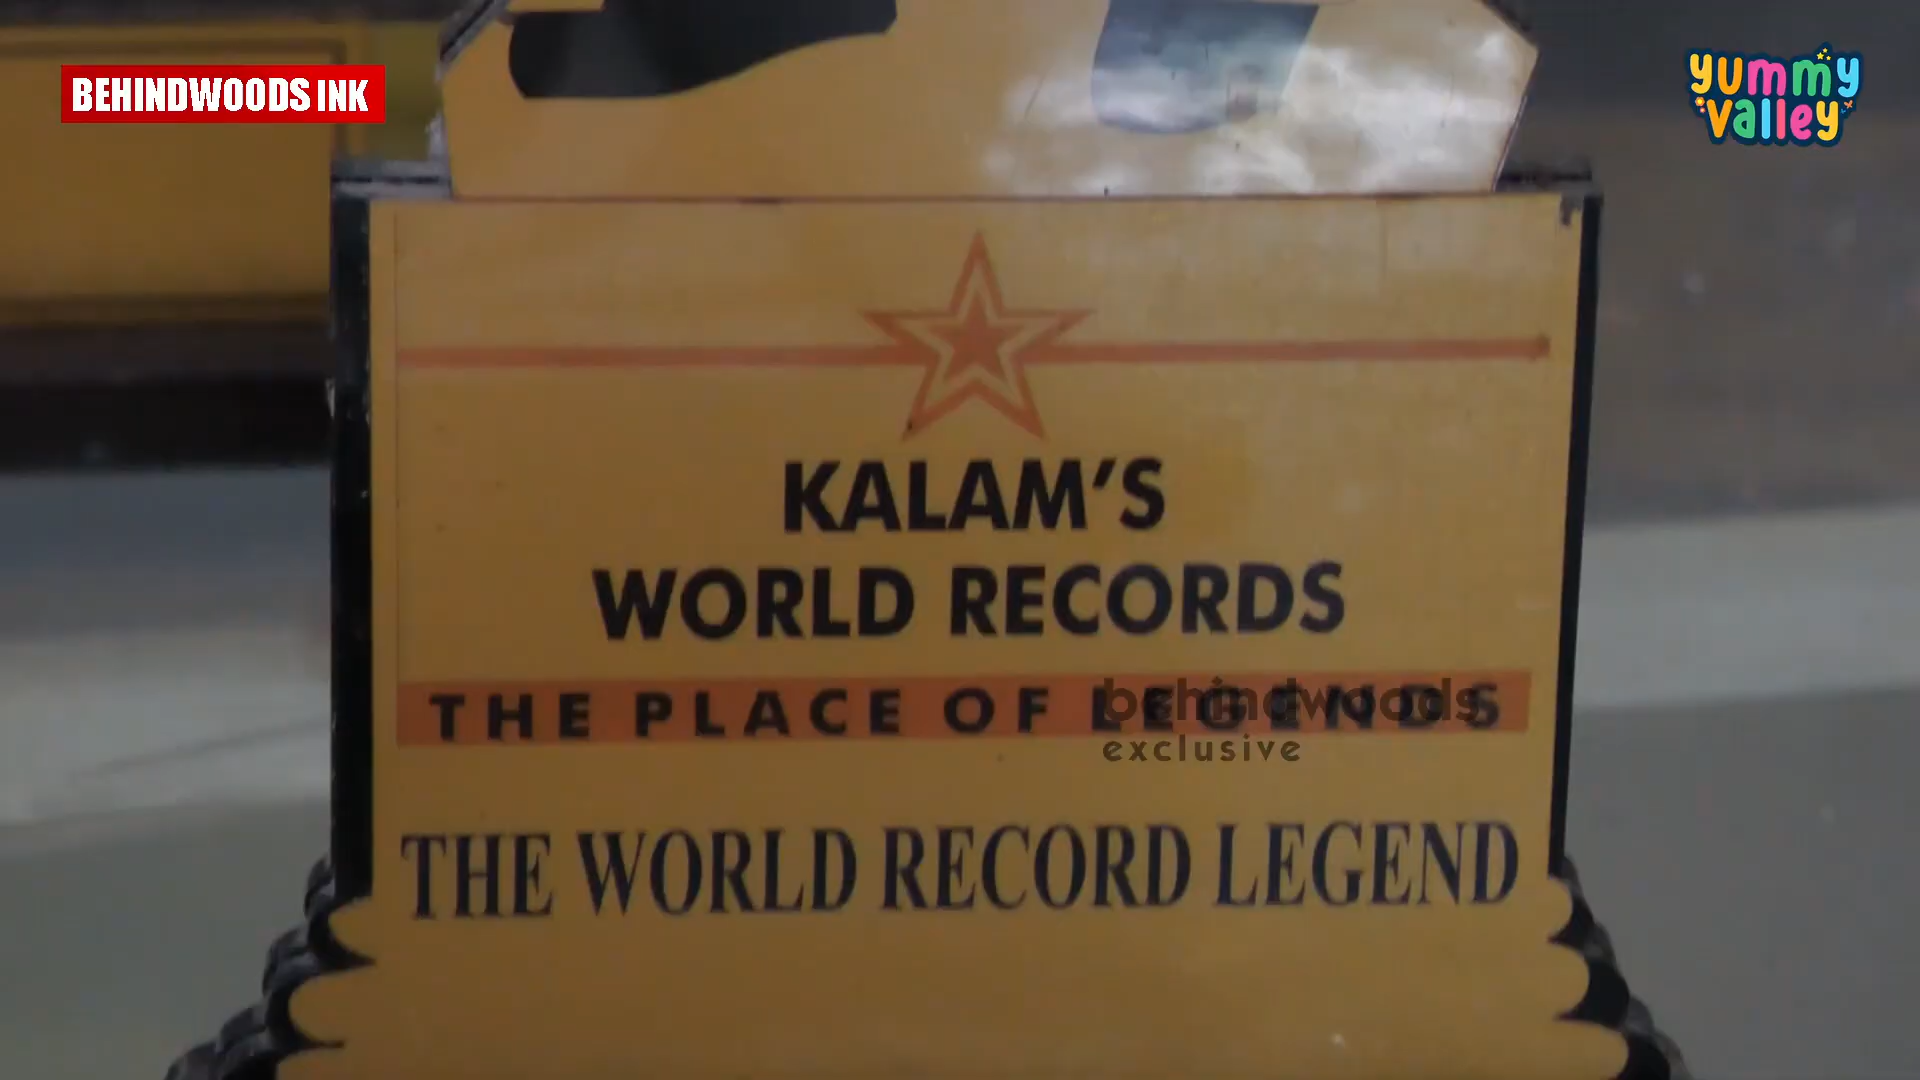 BEHINDWOODS INK
yummy
valley
KALAM'S
WORLD RECORDS
THE PLACE OF LEGENDS
behindwoods
exclusive
THE WORLD RECORD LEGEND